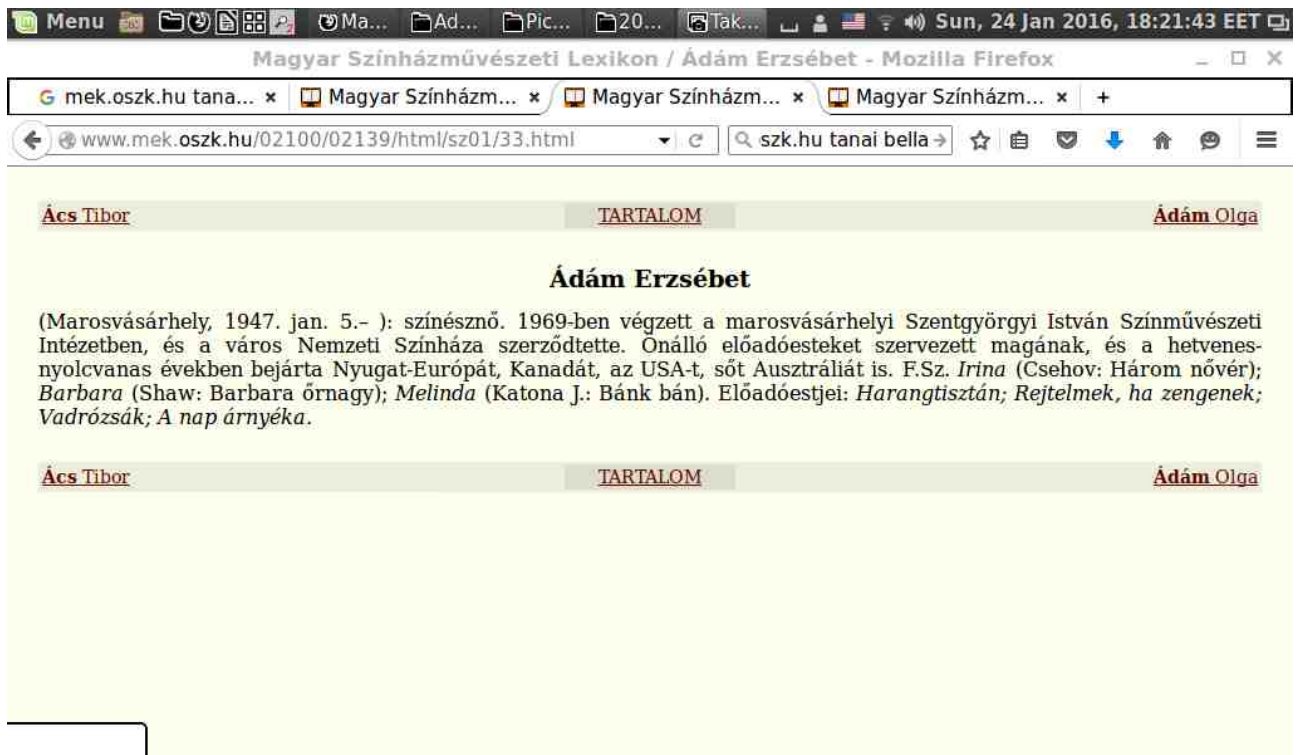 Menu Ma... Ad... Pic... 20... Tak... Sun, 24 Jan 2016, 18:21:43 EET
Magyar Színházművészeti Lexikon / Ádám Erzsébet - Mozilla Firefox
mek.oszk.hu tana... × Magyar Színházm... × Magyar Színházm... × Magyar Színházm... × +
www.mek.oszk.hu/02100/02139/html/sz01/33.html szk.hu tanai bella
Ács Tibor TARTALOM Ádám Olga
Ádám Erzsébet
(Marosvásárhely, 1947. jan. 5.– ): színésznő. 1969-ben végzett a marosvásárhelyi Szentgyörgyi István Színművészeti
Intézetben, és a város Nemzeti Színháza szerződtette. Önálló előadóesteket szervezett magának, és a hetvenes-
nyolcvanas években bejárta Nyugat-Európát, Kanadát, az USA-t, sőt Ausztráliát is. F.Sz. Irina (Csehov: Három nővér);
Barbara (Shaw: Barbara őrnagy); Melinda (Katona J.: Bánk bán). Előadóestjei: Harangtisztán; Rejtelmek, ha zengenek;
Vadrózsák; A nap árnyéka.
Ács Tibor TARTALOM Ádám Olga